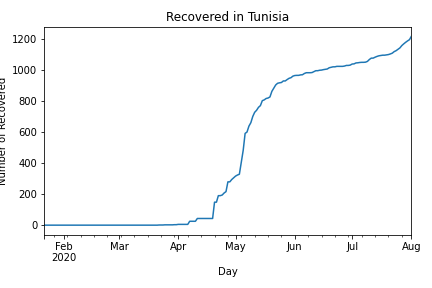 Recovered in Tunisia
Number of Recovered
1200
1000
800
600
400
200
0
Feb
2020
Mar
Apr
May
Jun
Jul
Aug
Day